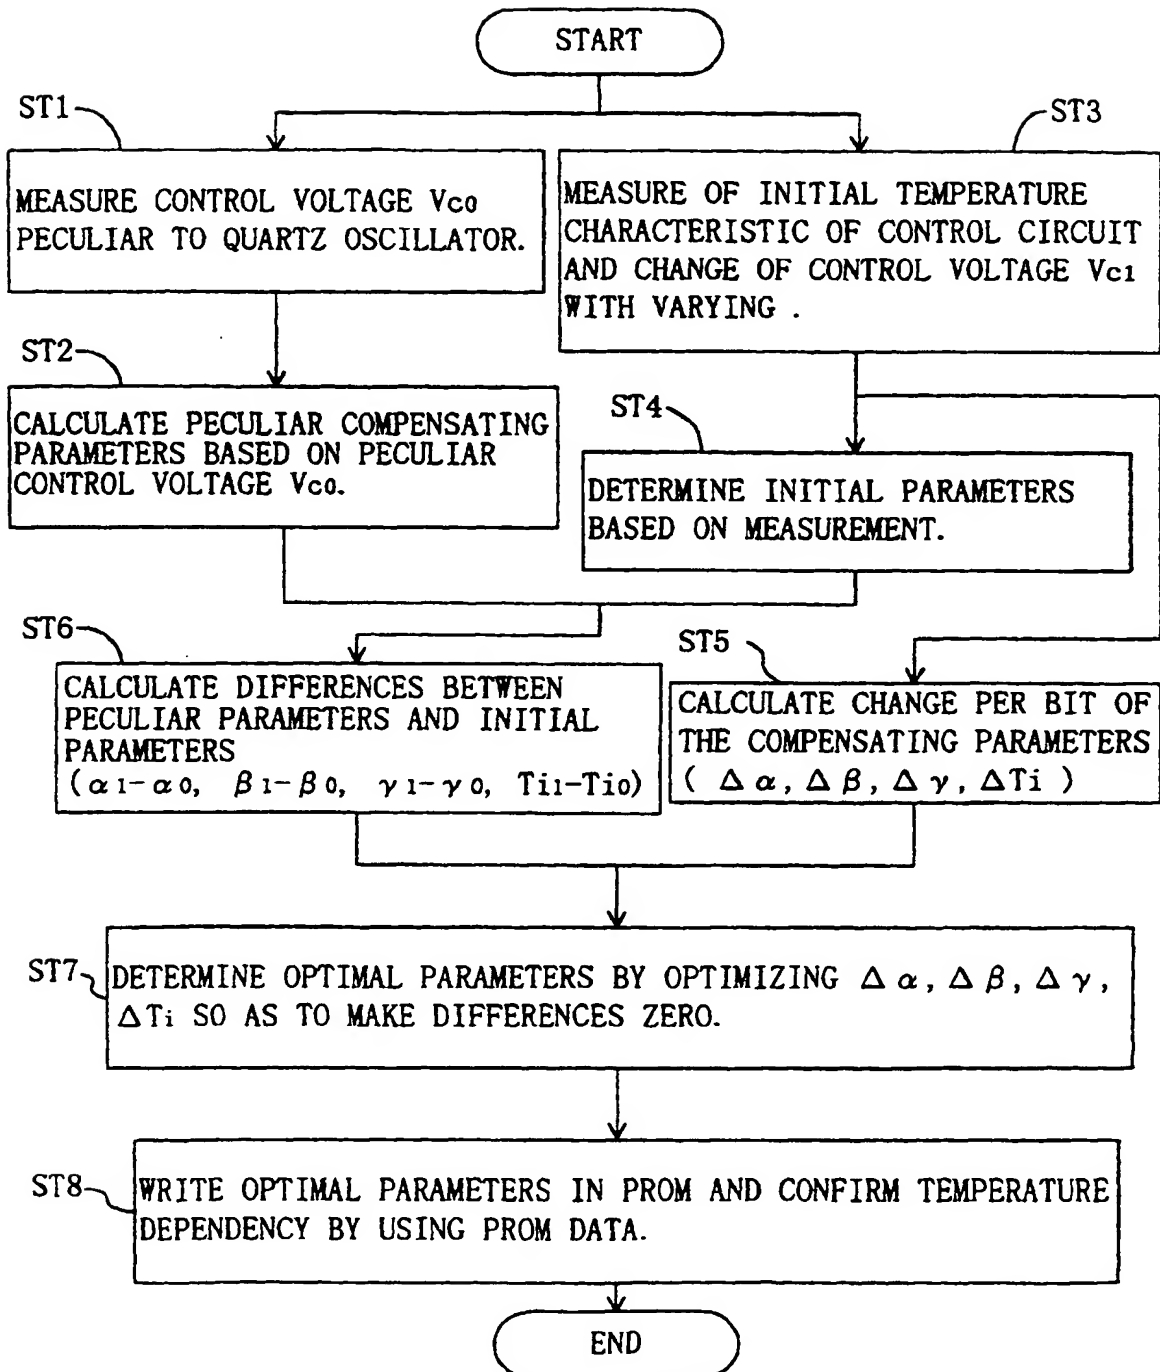 START
ST1
MEASURE CONTROL VOLTAGE Vc0
PECULIAR TO QUARTZ OSCILLATOR.
ST3
MEASURE OF INITIAL TEMPERATURE
CHARACTERISTIC OF CONTROL CIRCUIT
AND CHANGE OF CONTROL VOLTAGE Vc1
WITH VARYING .
ST2
CALCULATE PECULIAR COMPENSATING
PARAMETERS BASED ON PECULIAR
CONTROL VOLTAGE Vc0.
ST4
DETERMINE INITIAL PARAMETERS
BASED ON MEASUREMENT.
ST6
CALCULATE DIFFERENCES BETWEEN
PECULIAR PARAMETERS AND INITIAL
PARAMETERS
(α1-α0, β1-β0, γ1-γ0, Ti1-Ti0)
ST5
CALCULATE CHANGE PER BIT OF
THE COMPENSATING PARAMETERS
( Δα, Δβ, Δγ, ΔTi )
ST7
DETERMINE OPTIMAL PARAMETERS BY OPTIMIZING Δα, Δβ, Δγ,
ΔTi SO AS TO MAKE DIFFERENCES ZERO.
ST8
WRITE OPTIMAL PARAMETERS IN PROM AND CONFIRM TEMPERATURE
DEPENDENCY BY USING PROM DATA.
END